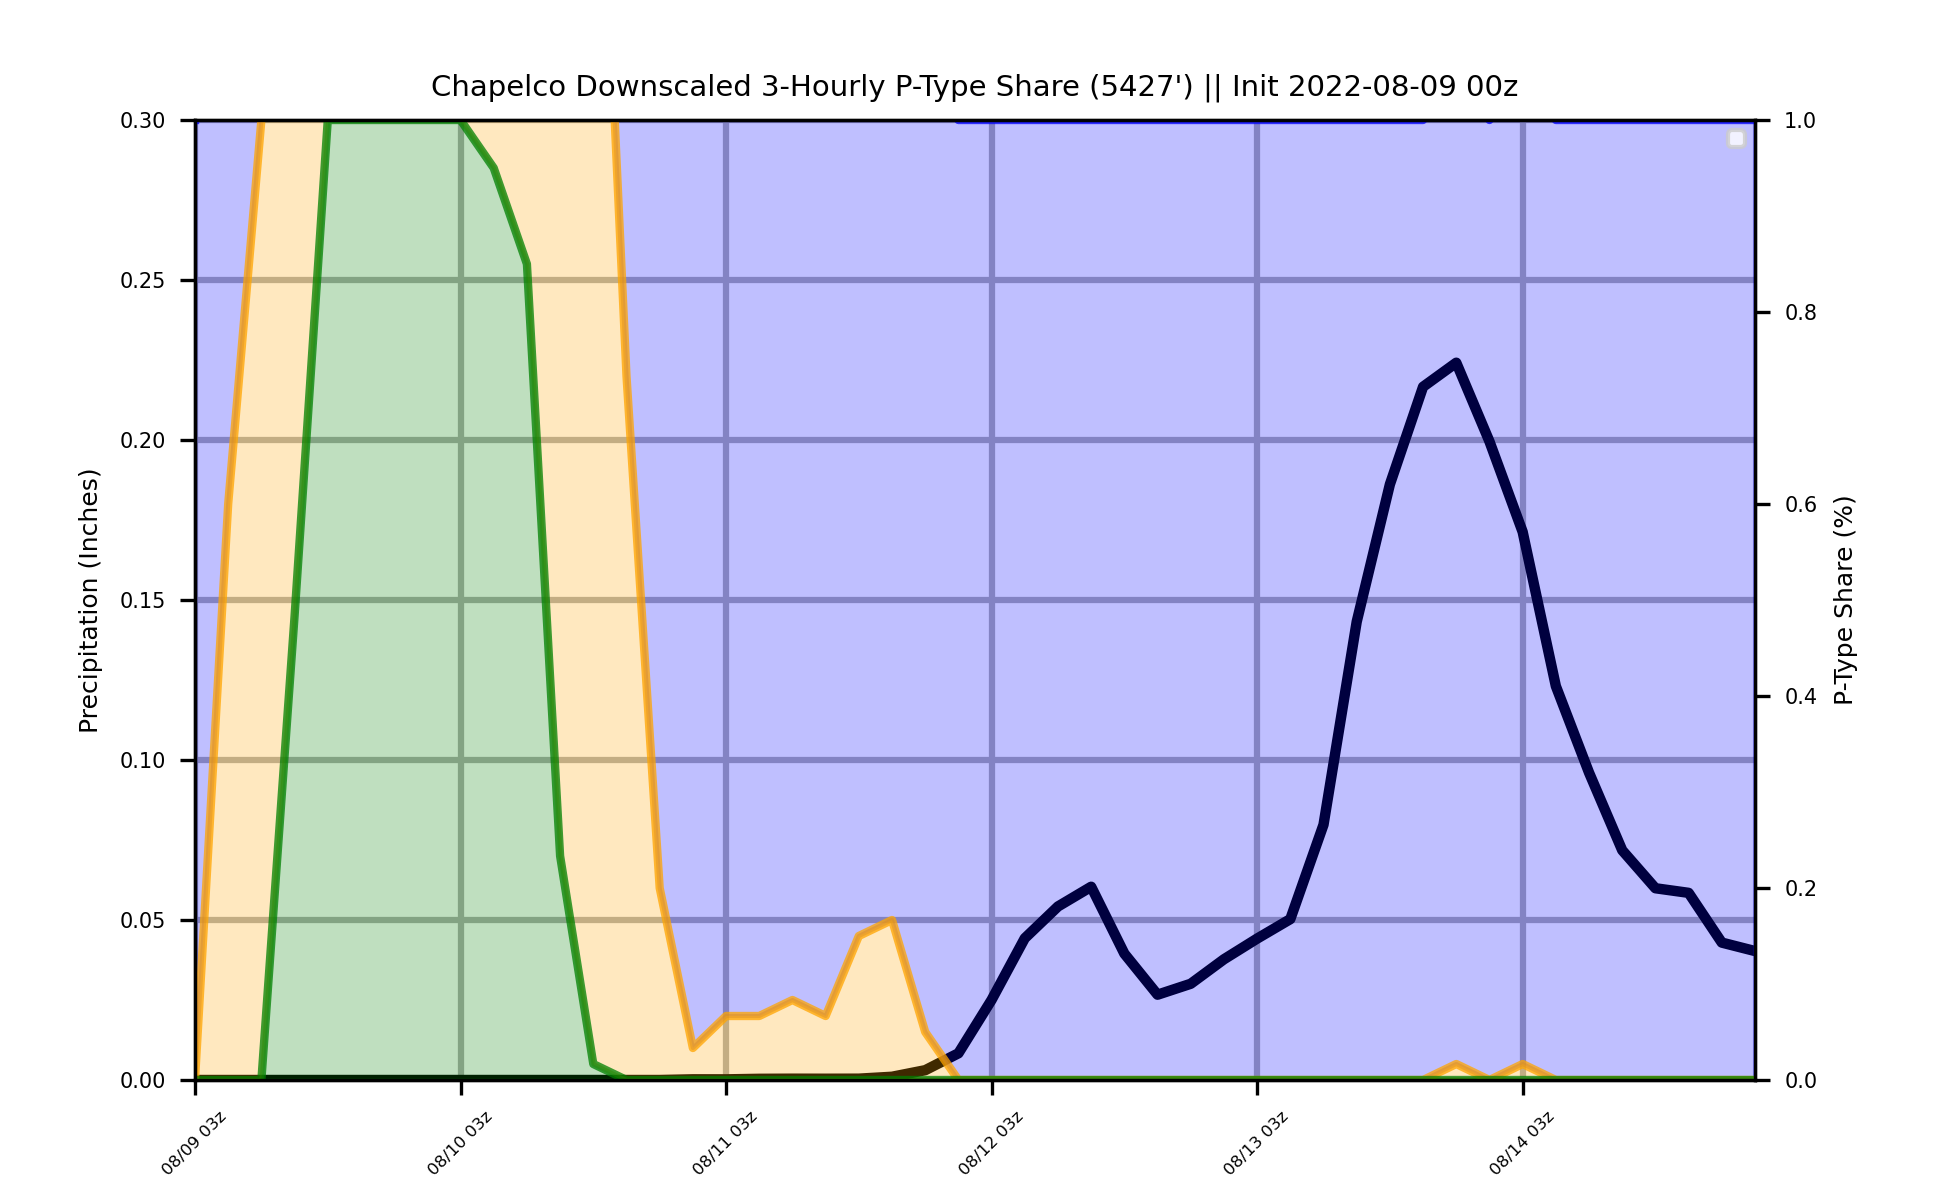 Chapelco Downscaled 3-Hourly P-Type Share (5427') || Init 2022-08-09 00z
0.30
0.25
0.20
0.15
0.10
0.05
0.00
Precipitation (Inches)
1.0
0.8
0.6
0.4
0.2
0.0
P-Type Share (%)
08/09 03z
08/10 03z
08/11 03z
08/12 03z
08/13 03z
08/14 03z